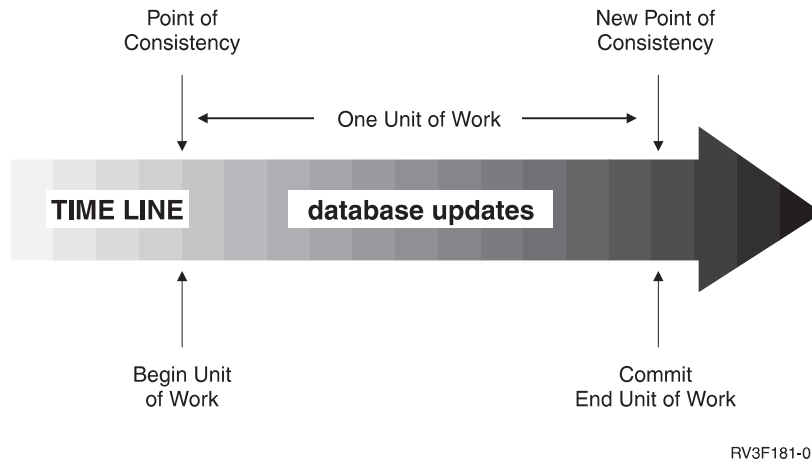 Point of
Consistency
New Point of
Consistency
One Unit of Work
TIME LINE
database updates
Begin Unit
of Work
Commit
End Unit of Work
RV3F181-0